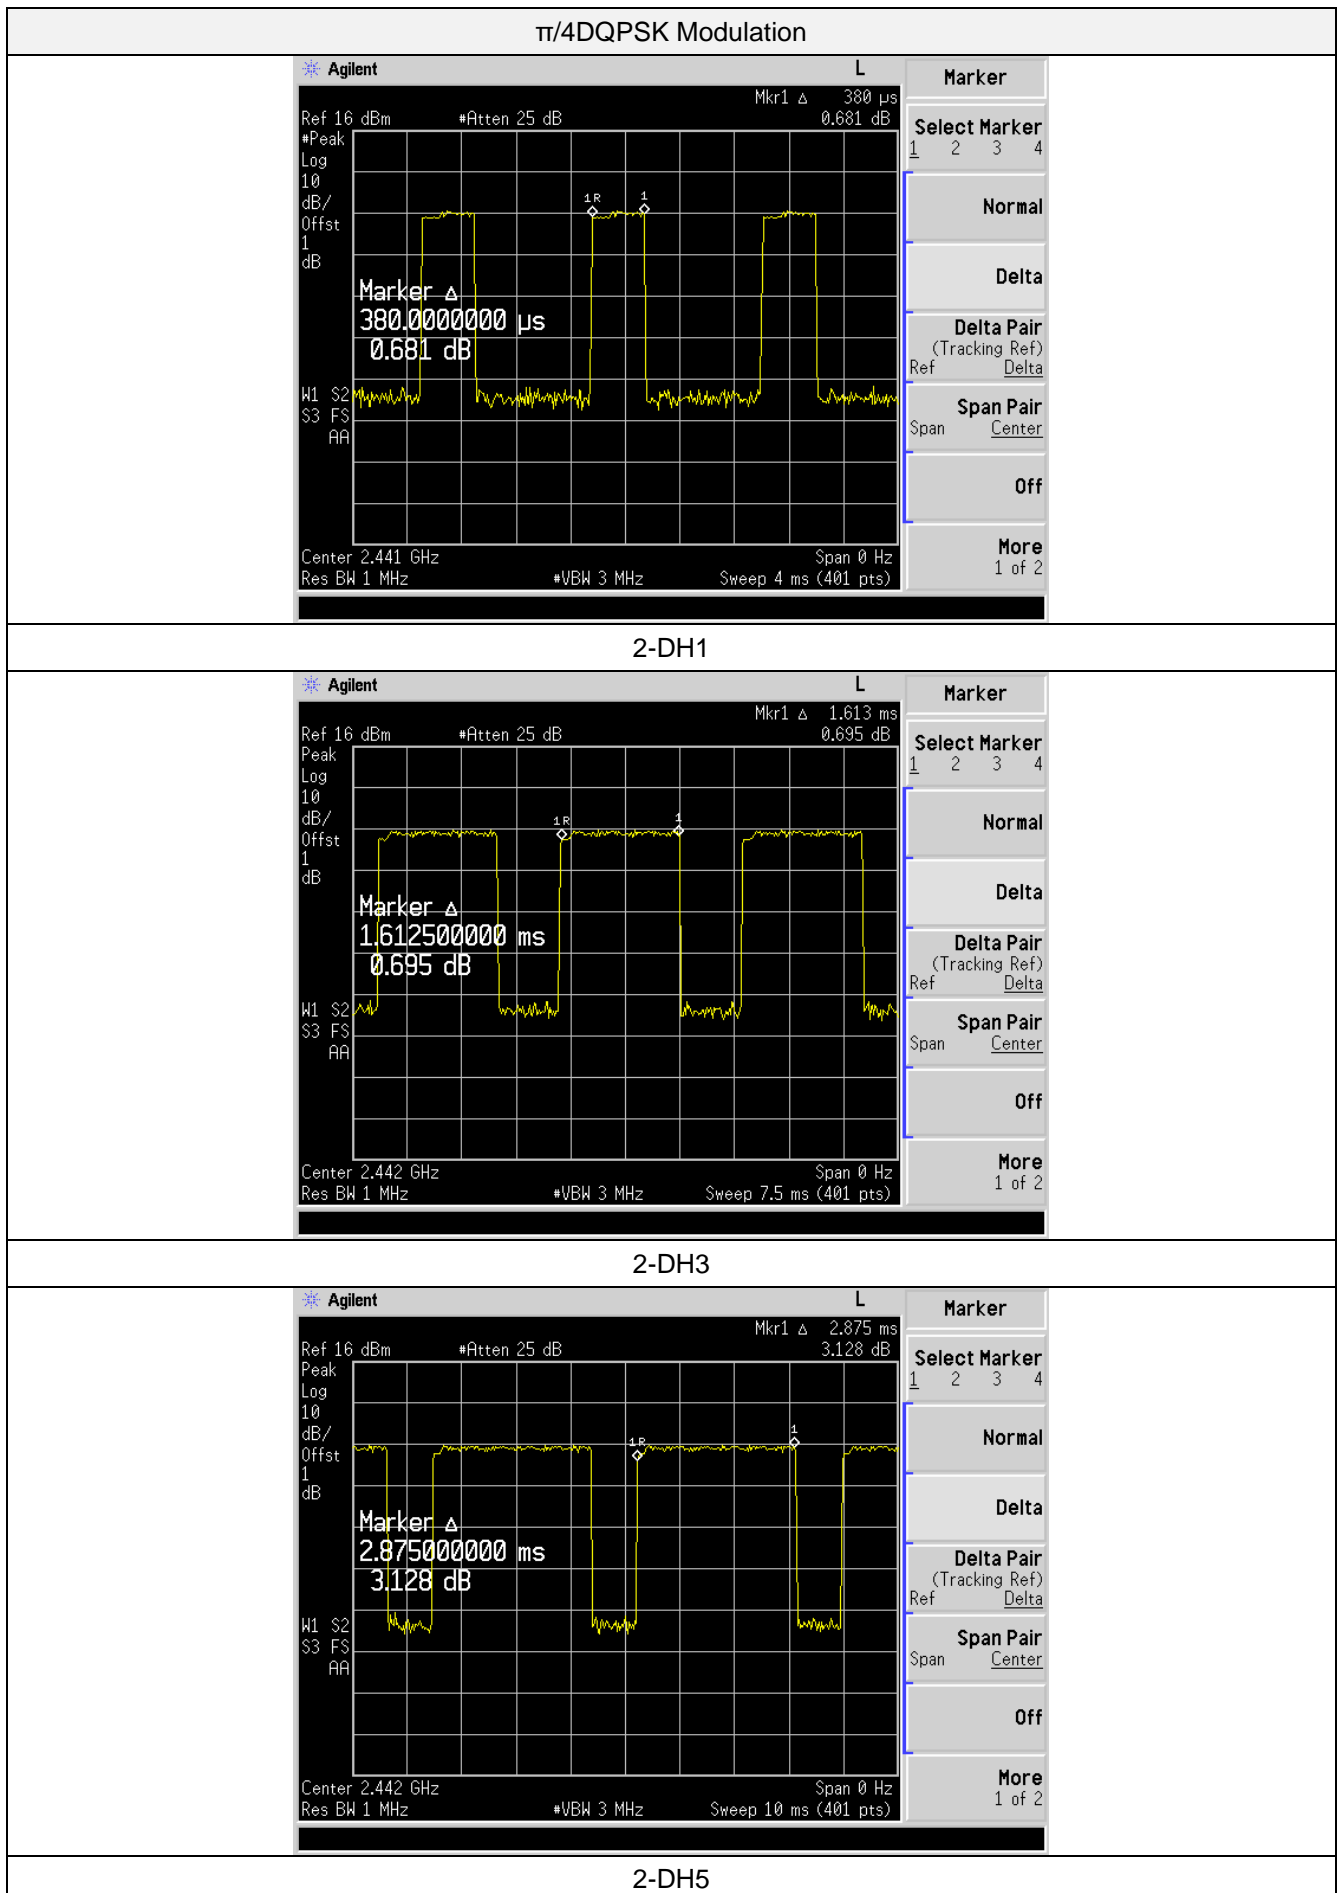 π/4DQPSK Modulation
Agilent L
Marker
Mkr1 Δ 380 µs
Ref 16 dBm #Atten 25 dB 0.681 dB
Select Marker
1 2 3 4
#Peak
Log
10
dB/
Offst
1
dB
1R 1
Normal
Delta
Marker Δ
380.0000000 µs
0.681 dB
Delta Pair
(Tracking Ref)
Ref Delta
W1 S2
S3 FS
AA
Span Pair
Span Center
Off
Center 2.441 GHz Span 0 Hz
Res BW 1 MHz #VBW 3 MHz Sweep 4 ms (401 pts)
More
1 of 2
2-DH1
Agilent L
Marker
Mkr1 Δ 1.613 ms
Ref 16 dBm #Atten 25 dB 0.695 dB
Select Marker
1 2 3 4
Peak
Log
10
dB/
Offst
1
dB
1R 1
Normal
Delta
Marker Δ
1.612500000 ms
0.695 dB
Delta Pair
(Tracking Ref)
Ref Delta
W1 S2
S3 FS
AA
Span Pair
Span Center
Off
Center 2.442 GHz Span 0 Hz
Res BW 1 MHz #VBW 3 MHz Sweep 7.5 ms (401 pts)
More
1 of 2
2-DH3
Agilent L
Marker
Mkr1 Δ 2.875 ms
Ref 16 dBm #Atten 25 dB 3.128 dB
Select Marker
1 2 3 4
Peak
Log
10
dB/
Offst
1
dB
1R 1
Normal
Delta
Marker Δ
2.875000000 ms
3.128 dB
Delta Pair
(Tracking Ref)
Ref Delta
W1 S2
S3 FS
AA
Span Pair
Span Center
Off
Center 2.442 GHz Span 0 Hz
Res BW 1 MHz #VBW 3 MHz Sweep 10 ms (401 pts)
More
1 of 2
2-DH5